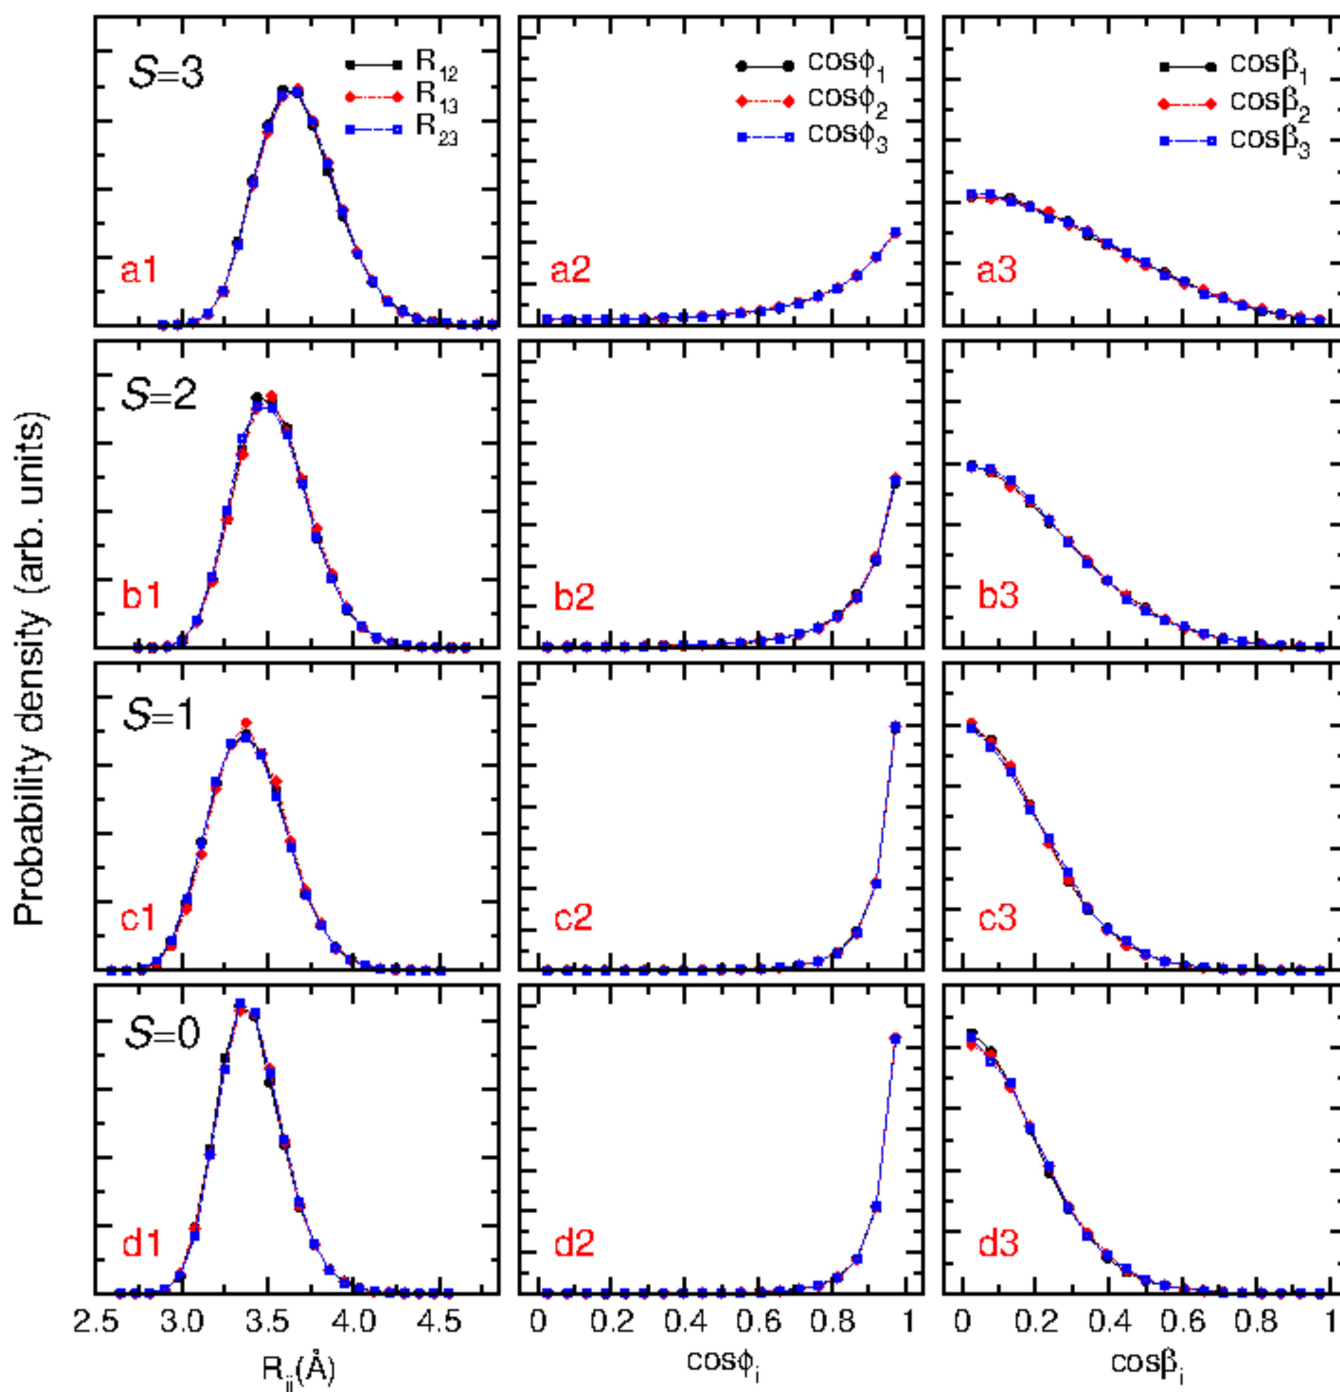 S=3
R₁₂
R₁₃
R₂₃
a1
cosϕ₁
cosϕ₂
cosϕ₃
a2
cosβ₁
cosβ₂
cosβ₃
a3
S=2
b1
b2
b3
S=1
c1
c2
c3
S=0
d1
d2
d3
Probability density (arb. units)
2.5 3.0 3.5 4.0 4.5
0 0.2 0.4 0.6 0.8 1
0 0.2 0.4 0.6 0.8 1
R_ij(Å)
cosϕ_i
cosβ_i